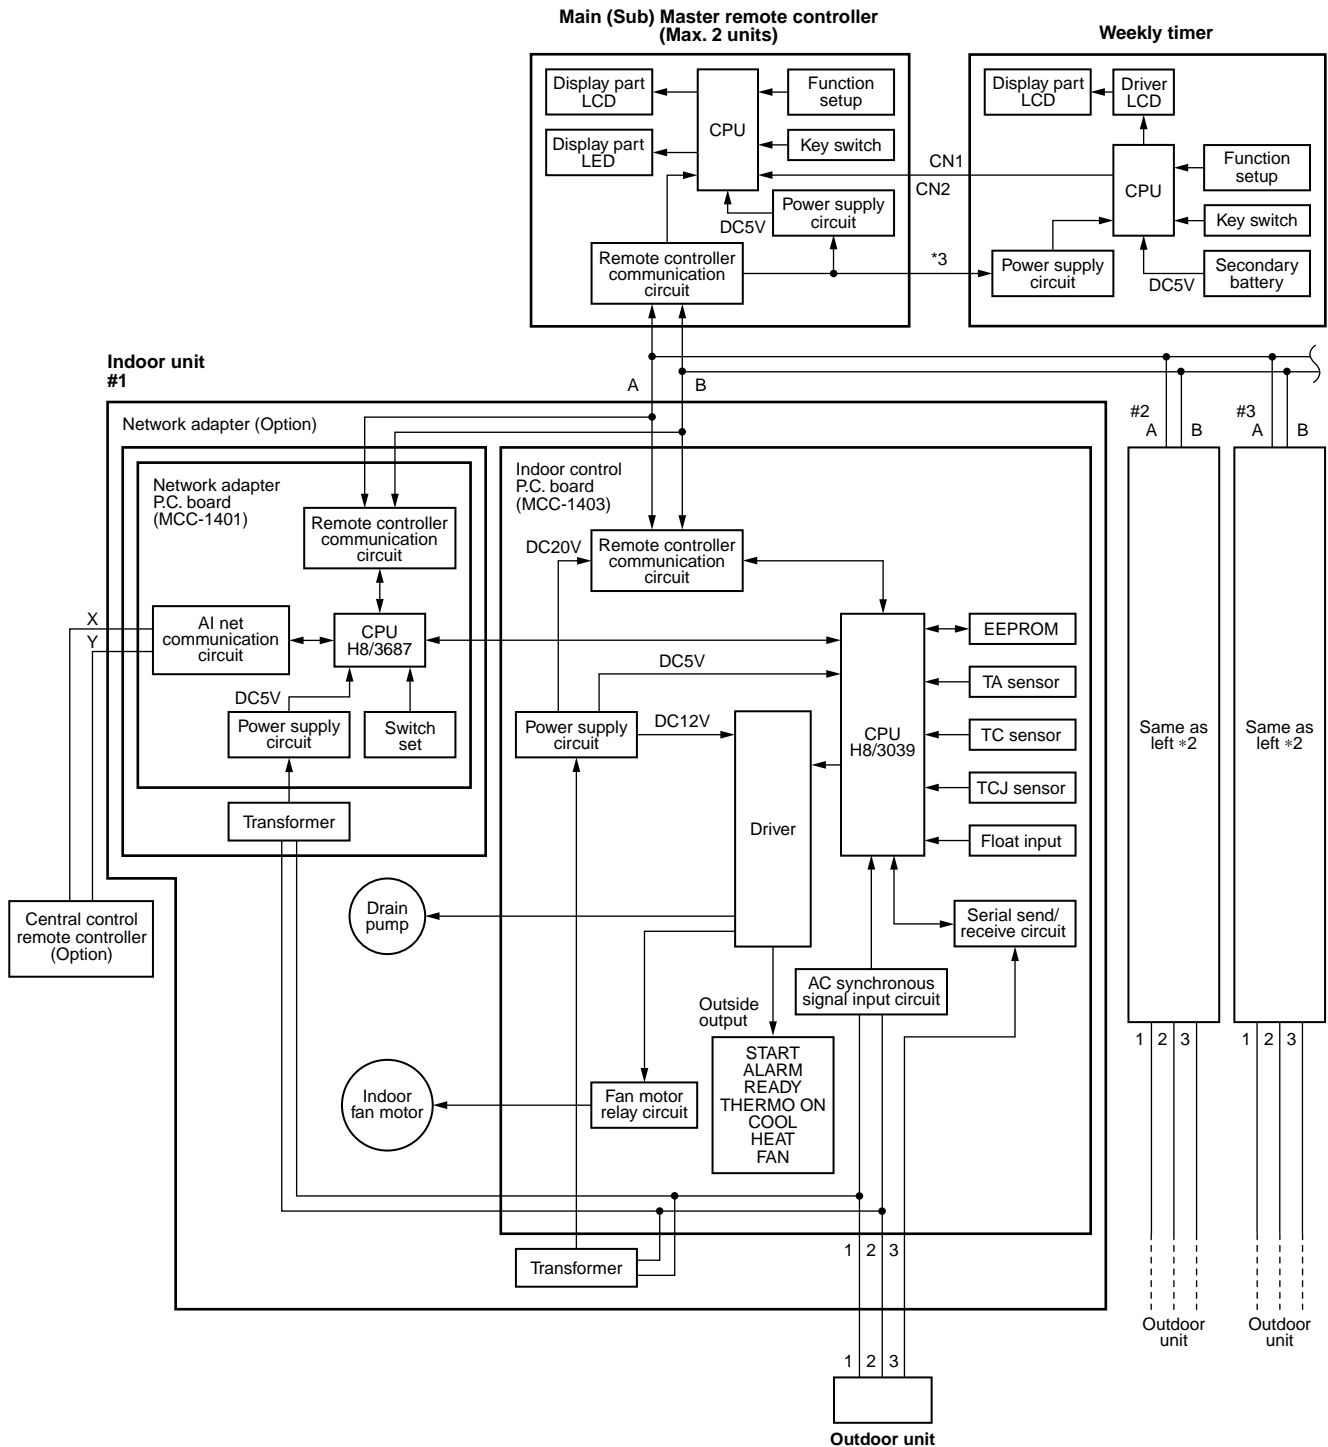 Main (Sub) Master remote controller
(Max. 2 units)
Weekly timer
Display part
LCD
CPU
Function
setup
Display part
LED
Key switch
Power supply
circuit
DC5V
Remote controller
communication
circuit
Display part
LCD
Driver
LCD
CN1
CN2
CPU
Function
setup
Key switch
*3
Power supply
circuit
DC5V
Secondary
battery
Indoor unit
#1
A
B
Network adapter (Option)
Network adapter
P.C. board
(MCC-1401)
Remote controller
communication
circuit
X
Y
AI net
communication
circuit
CPU
H8/3687
DC5V
Power supply
circuit
Switch
set
Transformer
Central control
remote controller
(Option)
Indoor control
P.C. board
(MCC-1403)
DC20V
Remote controller
communication
circuit
DC5V
Power supply
circuit
DC12V
Driver
CPU
H8/3039
EEPROM
TA sensor
TC sensor
TCJ sensor
Float input
Serial send/
receive circuit
AC synchronous
signal input circuit
Drain
pump
Outside
output
START
ALARM
READY
THERMO ON
COOL
HEAT
FAN
Indoor
fan motor
Fan motor
relay circuit
Transformer
1 2 3
1 2 3
Outdoor unit
#2
A
B
Same as
left *2
1 2 3
Outdoor
unit
#3
A
B
Same as
left *2
1 2 3
Outdoor
unit